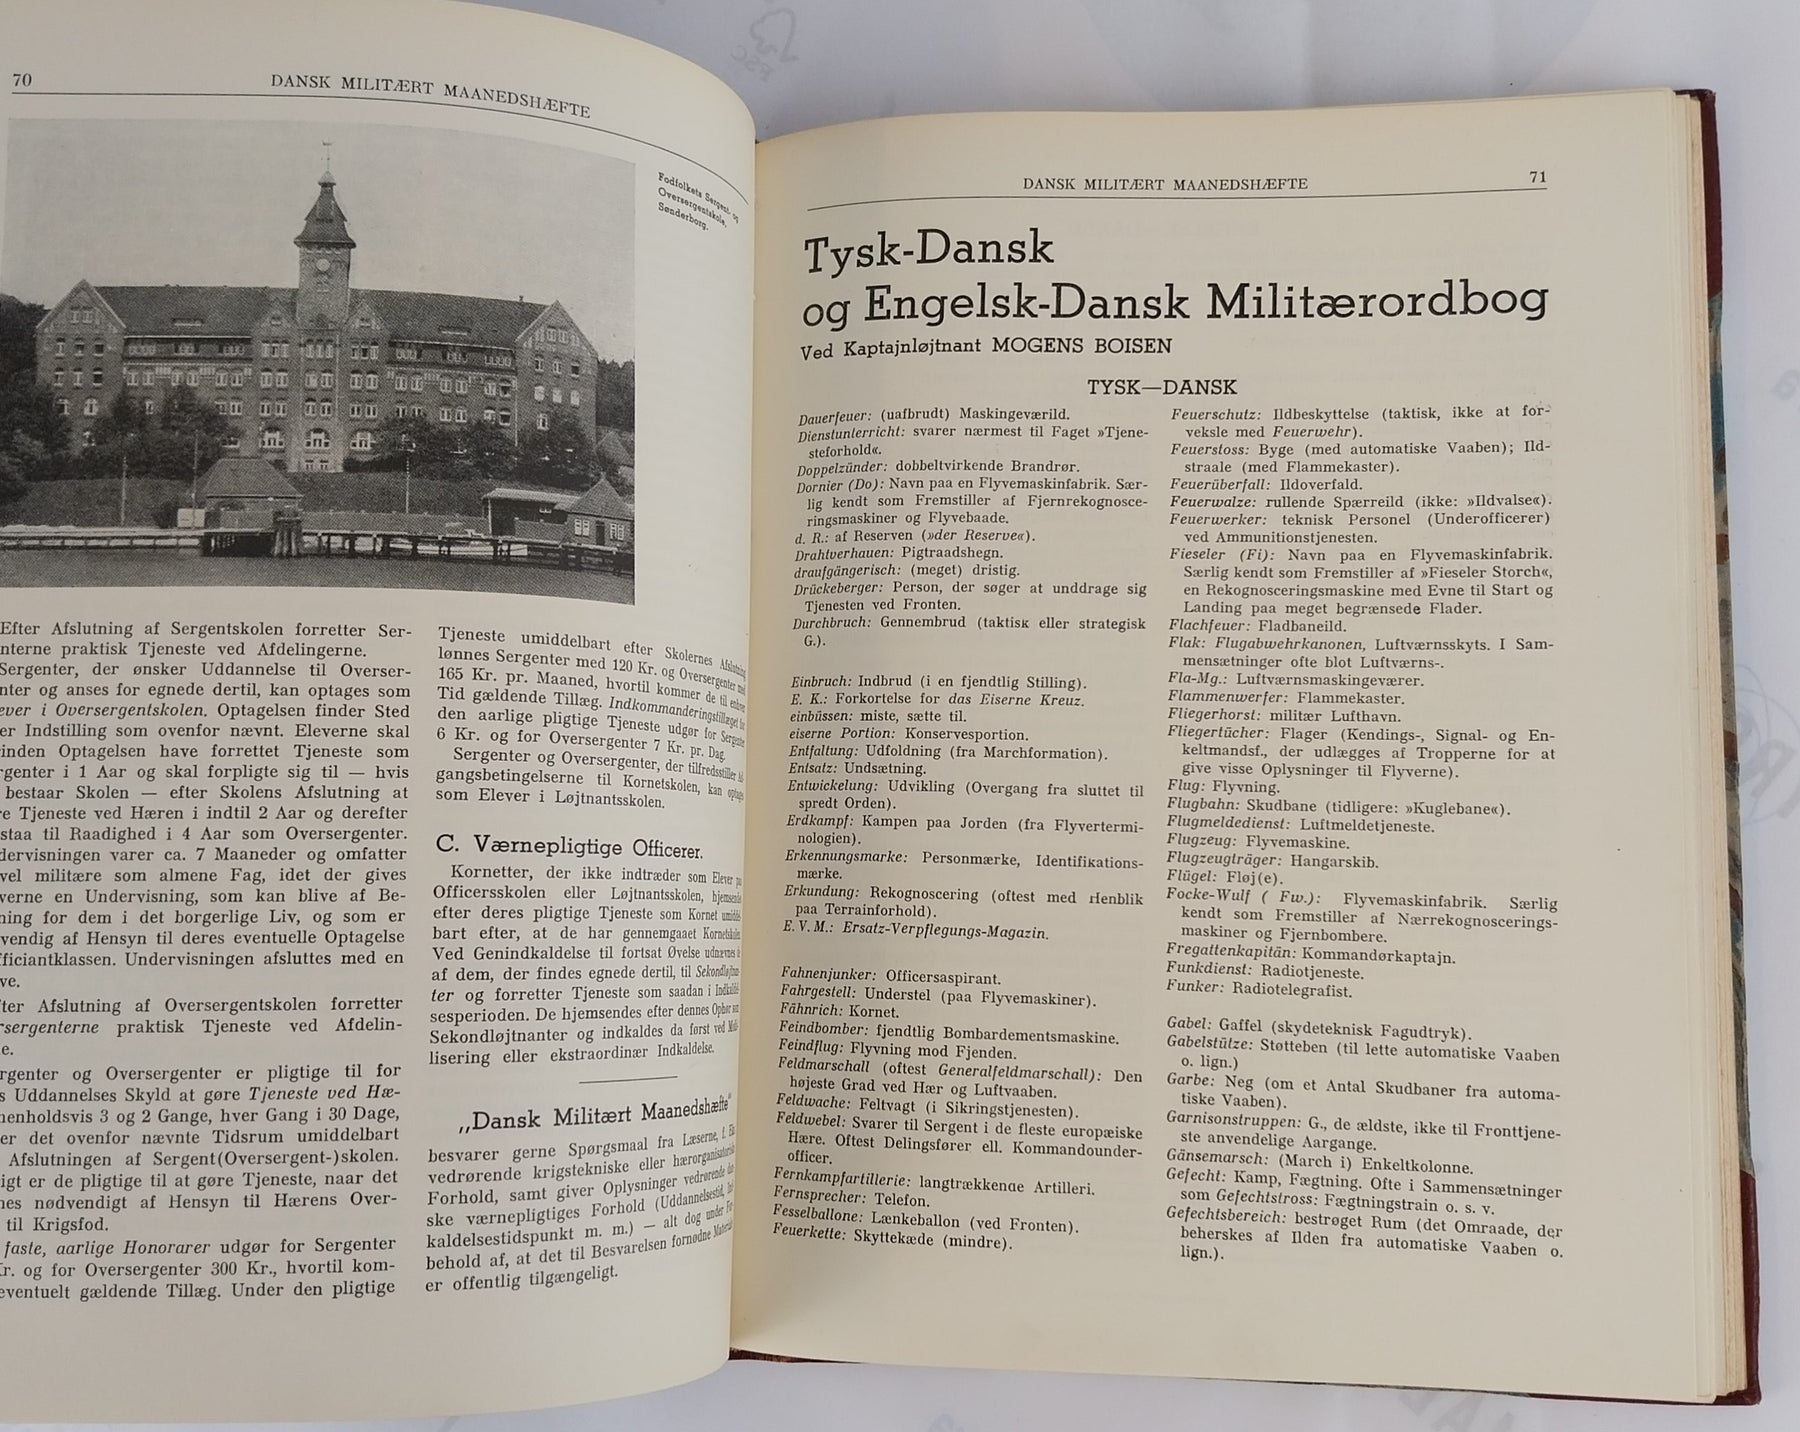 70
DANSK MILITÆRT MAANEDSHÆFTE
Fodfolkets Sergent- og
Oversergentskole,
Sønderborg.
Efter Afslutning af Sergentskolen forretter Ser-
nterne praktisk Tjeneste ved Afdelingerne.
Sergenter, der ønsker Uddannelse til Overser-
nter og anses for egnede dertil, kan optages som
ever i Oversergentskolen. Optagelsen finder Sted
er Indstilling som ovenfor nævnt. Eleverne skal
inden Optagelsen have forrettet Tjeneste som
rgenter i 1 Aar og skal forpligte sig til — hvis
bestaar Skolen — efter Skolens Afslutning at
e Tjeneste ved Hæren i indtil 2 Aar og derefter
staa til Raadighed i 4 Aar som Oversergenter.
dervisningen varer ca. 7 Maaneder og omfatter
vel militære som almene Fag, idet der gives
verne en Undervisning, som kan blive af Be-
ning for dem i det borgerlige Liv, og som er
vendig af Hensyn til deres eventuelle Optagelse
fficiantklassen. Undervisningen afsluttes med en
ve.
fter Afslutning af Oversergentskolen forretter
rsergenterne praktisk Tjeneste ved Afdelin-
e.
rgenter og Oversergenter er pligtige til for
s Uddannelses Skyld at gøre Tjeneste ved Hæ-
nenholdsvis 3 og 2 Gange, hver Gang i 30 Dage,
er det ovenfor nævnte Tidsrum umiddelbart
Afslutningen af Sergent(Oversergent-)skolen.
igt er de pligtige til at gøre Tjeneste, naar det
nes nødvendigt af Hensyn til Hærens Over-
til Krigsfod.
faste, aarlige Honorarer udgør for Sergenter
Kr. og for Oversergenter 300 Kr., hvortil kom-
eventuelt gældende Tillæg. Under den pligtige
Tjeneste umiddelbart efter Skolernes Afslutning
lønnes Sergenter med 120 Kr. og Oversergenter med
165 Kr. pr. Maaned, hvortil kommer de til enhver
Tid gældende Tillæg. Indkommanderingstillæget for
den aarlige pligtige Tjeneste udgør for Sergenter
6 Kr. og for Oversergenter 7 Kr. pr. Dag.
Sergenter og Oversergenter, der tilfredsstiller Ad-
gangsbetingelserne til Kornetskolen, kan optages
som Elever i Løjtnantsskolen.
C. Værnepligtige Officerer.
Kornetter, der ikke indtræder som Elever paa
Officersskolen eller Løjtnantsskolen, hjemsendes
efter deres pligtige Tjeneste som Kornet umiddel-
bart efter, at de har gennemgaaet Kornetskolen.
Ved Genindkaldelse til fortsat Øvelse udnævnes de
af dem, der findes egnede dertil, til Sekondløjtnan-
ter og forretter Tjeneste som saadan i Indkaldel-
sesperioden. De hjemsendes efter dennes Ophør som
Sekondløjtnanter og indkaldes da først ved Mobi-
lisering eller ekstraordinær Indkaldelse.
„Dansk Militært Maanedshæfte"
besvarer gerne Spørgsmaal fra Læserne, f. Eks.
vedrørende krigstekniske eller hærorganisatoriske
Forhold, samt giver Oplysninger vedrørende dan-
ske værnepligtiges Forhold (Uddannelsestid, Ind-
kaldelsestidspunkt m. m.) — alt dog under For-
behold af, at det til Besvarelsen fornødne Materiale
er offentlig tilgængeligt.
DANSK MILITÆRT MAANEDSHÆFTE
71
Tysk-Dansk
og Engelsk-Dansk Militærordbog
Ved Kaptajnløjtnant MOGENS BOISEN
TYSK—DANSK
Dauerfeuer: (uafbrudt) Maskingeværild.
Dienstunterricht: svarer nærmest til Faget »Tjene-
steforhold«.
Doppelzünder: dobbeltvirkende Brandrør.
Dornier (Do): Navn paa en Flyvemaskinfabrik. Sær-
lig kendt som Fremstiller af Fjernrekognosce-
ringsmaskiner og Flyvebaade.
d. R.: af Reserven (»der Reserve«).
Drahtverhauen: Pigtraadshegn.
draufgängerisch: (meget) dristig.
Drückeberger: Person, der søger at unddrage sig
Tjenesten ved Fronten.
Durchbruch: Gennembrud (taktisk eller strategisk
G.).
Einbruch: Indbrud (i en fjendtlig Stilling).
E. K.: Forkortelse for das Eiserne Kreuz.
einbüssen: miste, sætte til.
eiserne Portion: Konservesportion.
Entfaltung: Udfoldning (fra Marchformation).
Entsatz: Undsætning.
Entwickelung: Udvikling (Overgang fra sluttet til
spredt Orden).
Erdkampf: Kampen paa Jorden (fra Flyvertermi-
nologien).
Erkennungsmarke: Personmærke, Identifikations-
mærke.
Erkundung: Rekognoscering (oftest med Henblik
paa Terrainforhold).
E. V. M.: Ersatz-Verpflegungs-Magazin.
Fahnenjunker: Officersaspirant.
Fahrgestell: Understel (paa Flyvemaskiner).
Fähnrich: Kornet.
Feindbomber: fjendtlig Bombardementsmaskine.
Feindflug: Flyvning mod Fjenden.
Feldmarschall (oftest Generalfeldmarschall): Den
højeste Grad ved Hær og Luftvaaben.
Feldwache: Feltvagt (i Sikringstjenesten).
Feldwebel: Svarer til Sergent i de fleste europæiske
Hære. Oftest Delingsfører ell. Kommandounder-
officer.
Fernkampfartillerie: langtrækkende Artilleri.
Fernsprecher: Telefon.
Fesselballone: Lænkeballon (ved Fronten).
Feuerkette: Skyttekæde (mindre).
Feuerschutz: Ildbeskyttelse (taktisk, ikke at for-
veksle med Feuerwehr).
Feuerstoss: Byge (med automatiske Vaaben); Ild-
straale (med Flammekaster).
Feuerüberfall: Ildoverfald.
Feuerwalze: rullende Spærreild (ikke: »Ildvalse«).
Feuerwerker: teknisk Personel (Underofficerer)
ved Ammunitionstjenesten.
Fieseler (Fi): Navn paa en Flyvemaskinfabrik.
Særlig kendt som Fremstiller af »Fieseler Storch«,
en Rekognosceringsmaskine med Evne til Start og
Landing paa meget begrænsede Flader.
Flachfeuer: Fladbaneild.
Flak: Flugabwehrkanonen, Luftværnsskyts. I Sam-
mensætninger ofte blot Luftværns-.
Fla-Mg.: Luftværnsmaskingeværer.
Flammenwerfer: Flammekaster.
Fliegerhorst: militær Lufthavn.
Fliegertücher: Flager (Kendings-, Signal- og En-
keltmandsf., der udlægges af Tropperne for at
give visse Oplysninger til Flyverne).
Flug: Flyvning.
Flugbahn: Skudbane (tidligere: »Kuglebane«).
Flugmeldedienst: Luftmeldetjeneste.
Flugzeug: Flyvemaskine.
Flugzeugträger: Hangarskib.
Flügel: Fløj(e).
Focke-Wulf ( Fw.): Flyvemaskinfabrik. Særlig
kendt som Fremstiller af Nærrekognoscerings-
maskiner og Fjernbombere.
Fregattenkapitän: Kommandørkaptajn.
Funkdienst: Radiotjeneste.
Funker: Radiotelegrafist.
Gabel: Gaffel (skydeteknisk Fagudtryk).
Gabelstütze: Støtteben (til lette automatiske Vaaben
o. lign.)
Garbe: Neg (om et Antal Skudbaner fra automa-
tiske Vaaben).
Garnisonstruppen: G., de ældste, ikke til Fronttjene-
ste anvendelige Aargange.
Gänsemarsch: (March i) Enkeltkolonne.
Gefecht: Kamp, Fægtning. Ofte i Sammensætninger
som Gefechtstross: Fægtningstrain o. s. v.
Gefechtsbereich: bestrøget Rum (det Omraade, der
beherskes af Ilden fra automatiske Vaaben o.
lign.).